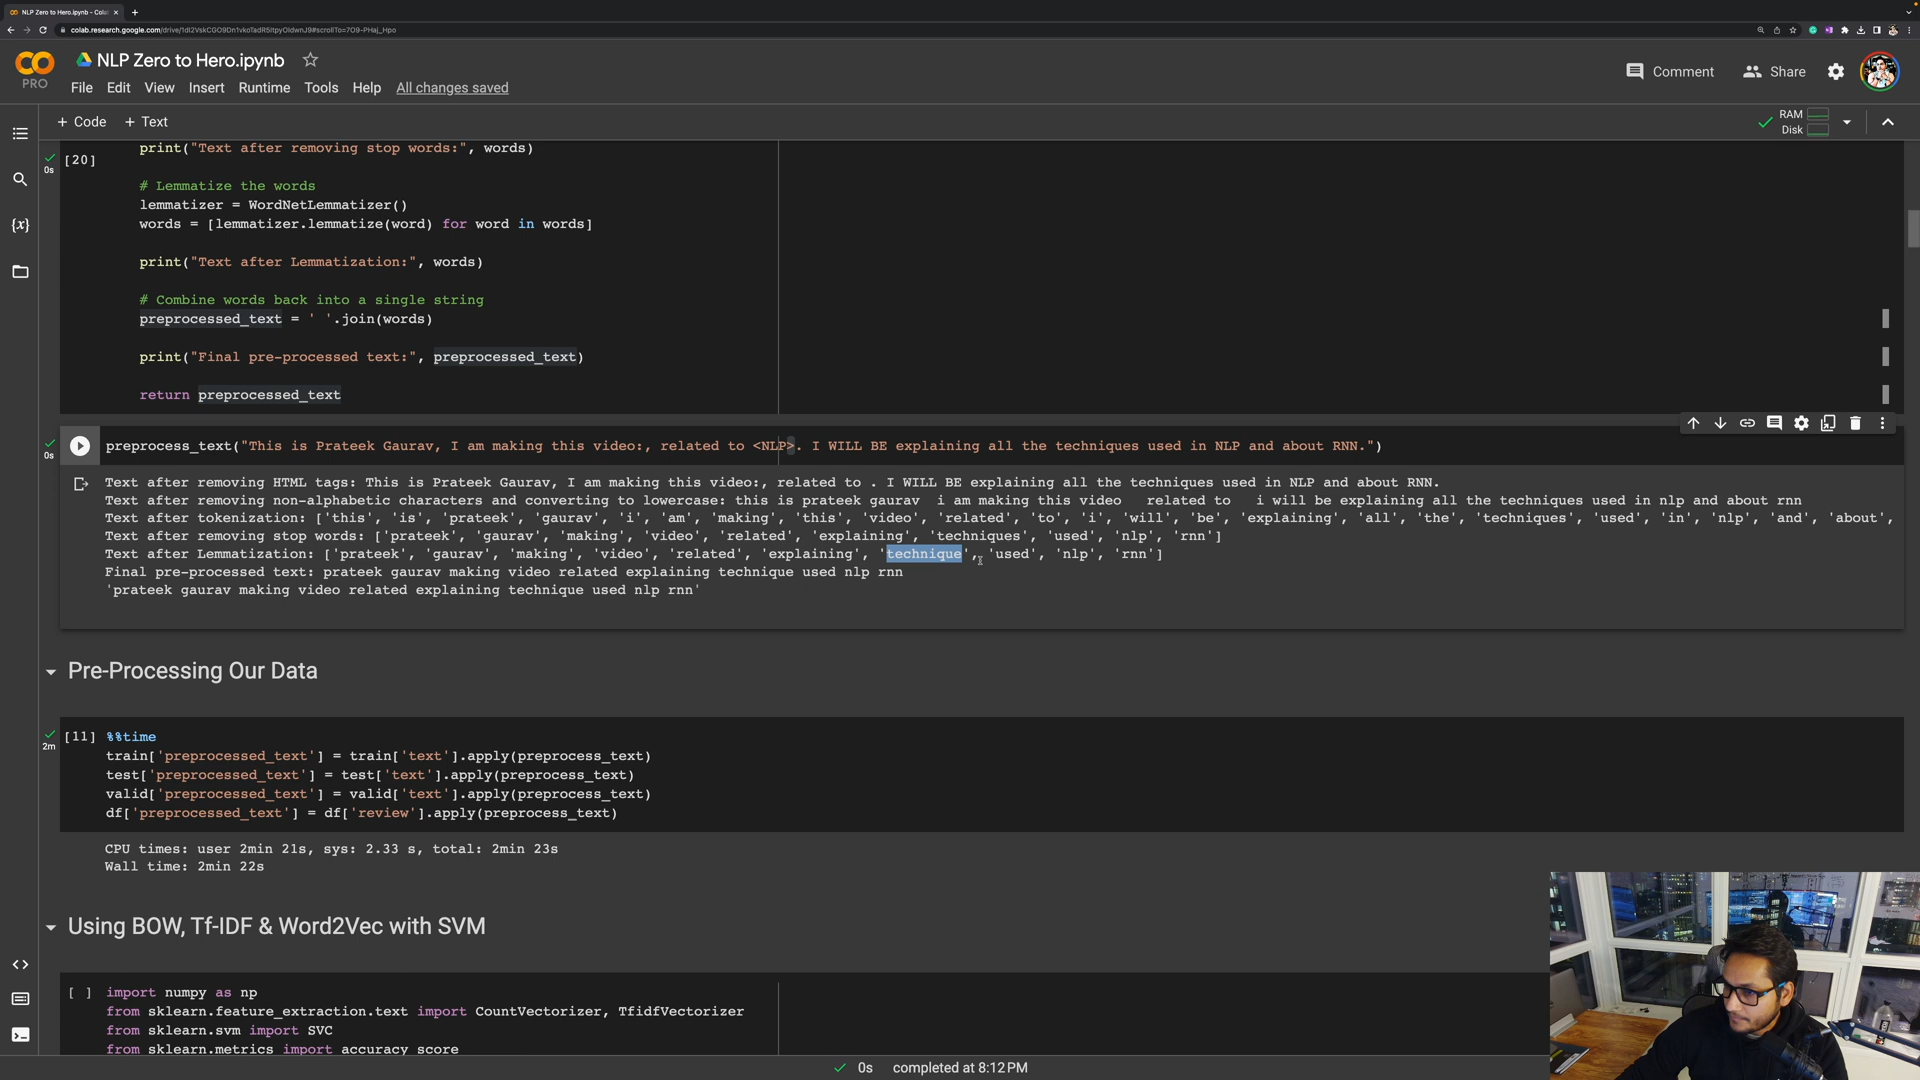 NLP Zero to Hero.ipynb - Colab
colab.research.google.com
NLP Zero to Hero.ipynb
PRO
File Edit View Insert Runtime Tools Help All changes saved
Comment Share
+ Code + Text
RAM
Disk
[20]
0s
print("Text after removing stop words:", words)
# Lemmatize the words
lemmatizer = WordNetLemmatizer()
words = [lemmatizer.lemmatize(word) for word in words]
print("Text after Lemmatization:", words)
# Combine words back into a single string
preprocessed_text = ' '.join(words)
print("Final pre-processed text:", preprocessed_text)
return preprocessed_text
0s
preprocess_text("This is Prateek Gaurav, I am making this video:, related to <NLP>. I WILL BE explaining all the techniques used in NLP and about RNN.")
Text after removing HTML tags: This is Prateek Gaurav, I am making this video:, related to . I WILL BE explaining all the techniques used in NLP and about RNN.
Text after removing non-alphabetic characters and converting to lowercase: this is prateek gaurav  i am making this video   related to   i will be explaining all the techniques used in nlp and about rnn
Text after tokenization: ['this', 'is', 'prateek', 'gaurav', 'i', 'am', 'making', 'this', 'video', 'related', 'to', 'i', 'will', 'be', 'explaining', 'all', 'the', 'techniques', 'used', 'in', 'nlp', 'and', 'about',
Text after removing stop words: ['prateek', 'gaurav', 'making', 'video', 'related', 'explaining', 'techniques', 'used', 'nlp', 'rnn']
Text after Lemmatization: ['prateek', 'gaurav', 'making', 'video', 'related', 'explaining', 'technique', 'used', 'nlp', 'rnn']
Final pre-processed text: prateek gaurav making video related explaining technique used nlp rnn
'prateek gaurav making video related explaining technique used nlp rnn'
Pre-Processing Our Data
[11]
2m
%%time
train['preprocessed_text'] = train['text'].apply(preprocess_text)
test['preprocessed_text'] = test['text'].apply(preprocess_text)
valid['preprocessed_text'] = valid['text'].apply(preprocess_text)
df['preprocessed_text'] = df['review'].apply(preprocess_text)
CPU times: user 2min 21s, sys: 2.33 s, total: 2min 23s
Wall time: 2min 22s
Using BOW, Tf-IDF & Word2Vec with SVM
[ ]
import numpy as np
from sklearn.feature_extraction.text import CountVectorizer, TfidfVectorizer
from sklearn.svm import SVC
from sklearn.metrics import accuracy_score
0s completed at 8:12 PM